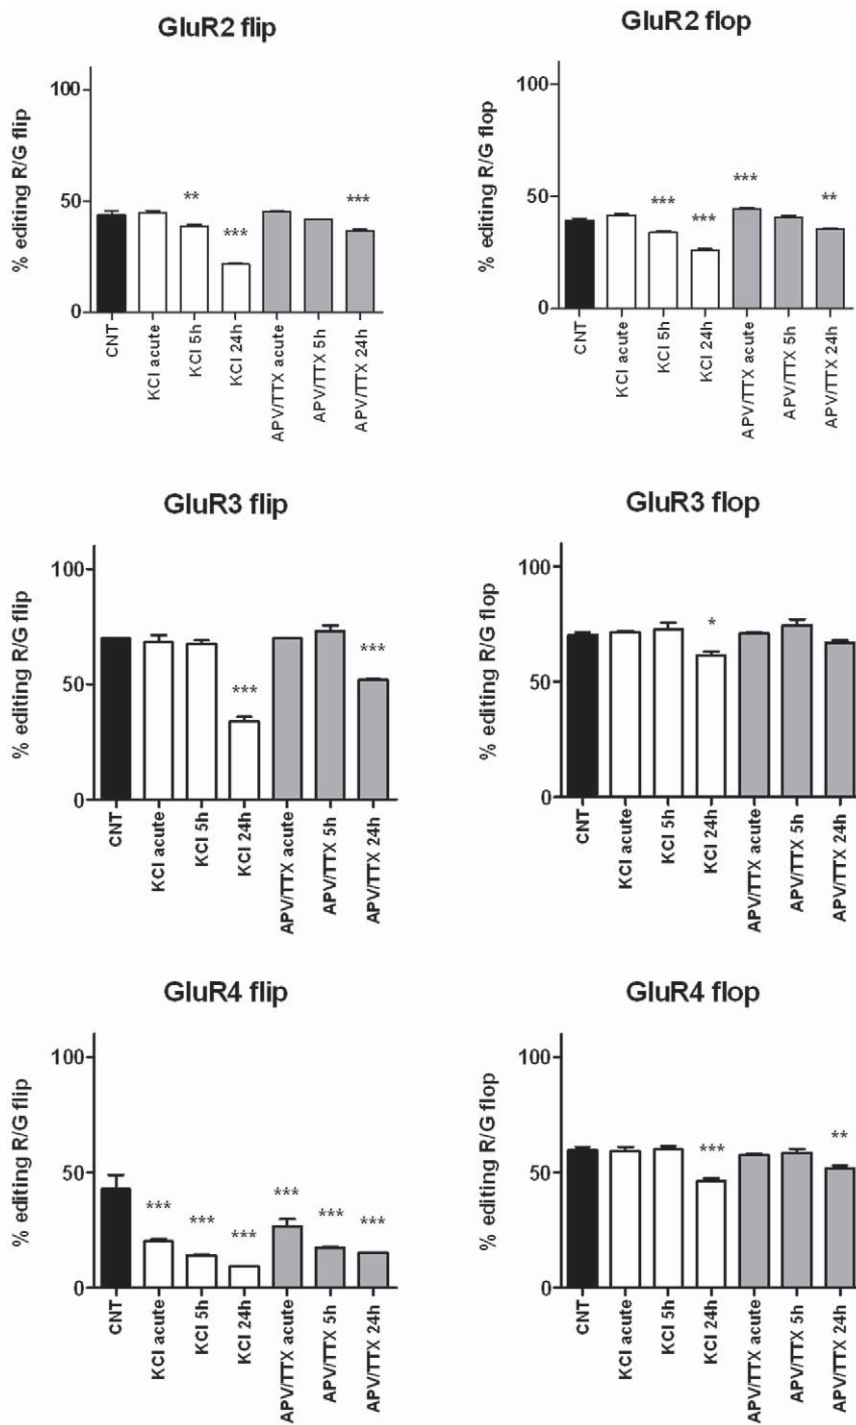 GluR2 flip
% editing R/G flip
100
50
0
** *** ***
CNT
KCl acute
KCl 5h
KCl 24h
APV/TTX acute
APV/TTX 5h
APV/TTX 24h
GluR2 flop
% editing R/G flop
100
50
0
*** *** *** **
CNT
KCl acute
KCl 5h
KCl 24h
APV/TTX acute
APV/TTX 5h
APV/TTX 24h
GluR3 flip
% editing R/G flip
100
50
0
*** ***
CNT
KCl acute
KCl 5h
KCl 24h
APV/TTX acute
APV/TTX 5h
APV/TTX 24h
GluR3 flop
% editing R/G flop
100
50
0
*
CNT
KCl acute
KCl 5h
KCl 24h
APV/TTX acute
APV/TTX 5h
APV/TTX 24h
GluR4 flip
% editing R/G flip
100
50
0
*** *** *** *** *** ***
CNT
KCl acute
KCl 5h
KCl 24h
APV/TTX acute
APV/TTX 5h
APV/TTX 24h
GluR4 flop
% editing R/G flop
100
50
0
*** **
CNT
KCl acute
KCl 5h
KCl 24h
APV/TTX acute
APV/TTX 5h
APV/TTX 24h